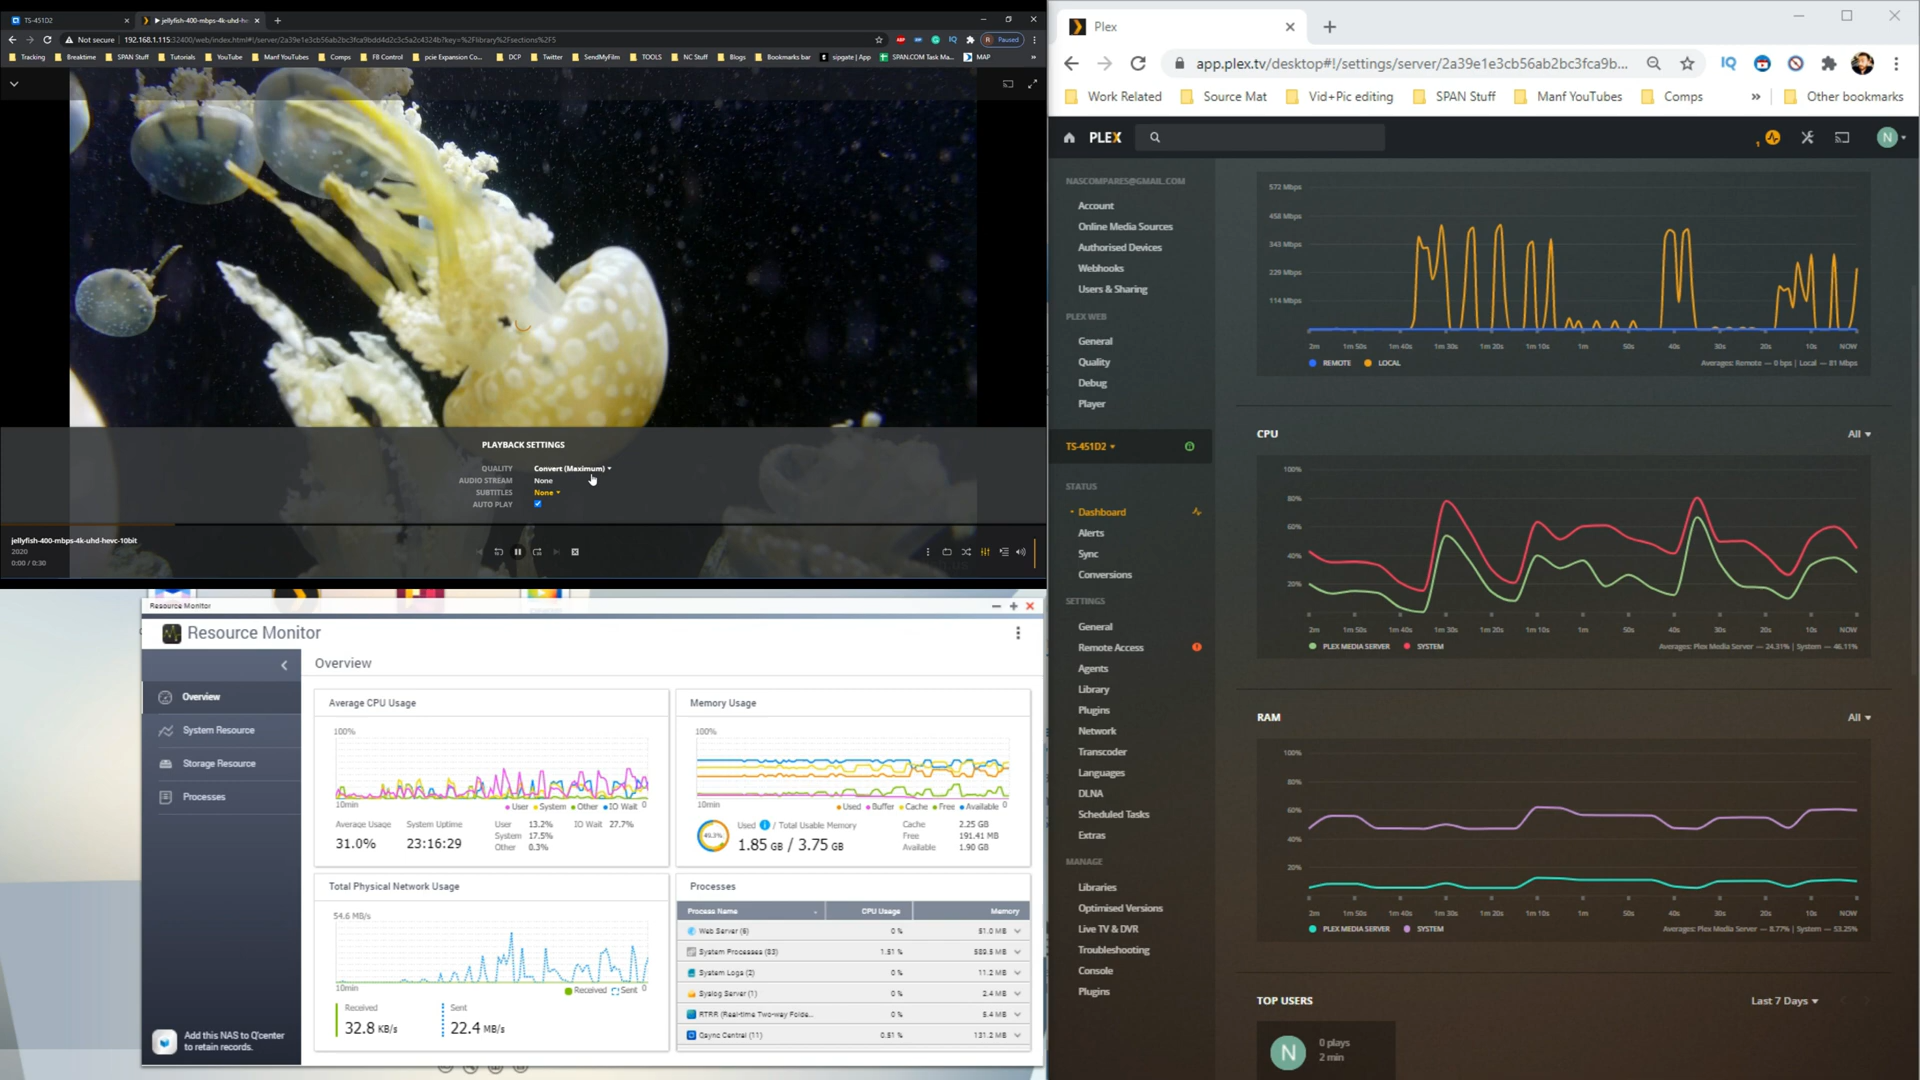 TS-451D2
jellyfish-400-mbps-4k-uhd-he
Not secure
192.168.1.115:32400/web/index.html#!/server/2a39e1e3cb56ab2bc3fca9bdd4d2c3c5a2c4324b?key=%2Flibrary%2Fsections%2F5
Paused
Tracking
Breaktime
SPAN Stuff
Tutorials
YouTube
Manf YouTubes
Comps
FB Control
pcie Expansion Co...
DCP
Twitter
SendMyFilm
TOOLS
NC Stuff
Blogs
Bookmarks bar
sipgate | App
SPAN.COM Task Ma...
MAP
PLAYBACK SETTINGS
QUALITY Convert (Maximum)
AUDIO STREAM None
SUBTITLES None
AUTO PLAY
jellyfish-400-mbps-4k-uhd-hevc-10bit
2020
0:00 / 0:30
Resource Monitor
Resource Monitor
Overview
System Resource
Storage Resource
Processes
Add this NAS to Q'center
to retain records.
Overview
Average CPU Usage
100%
10min
User System Other IO Wait 0
Average Usage
31.0%
System Uptime
23:16:29
User 13.2%
System 17.5%
Other 0.3%
IO Wait 27.7%
Memory Usage
100%
10min
0
Used Buffer Cache Free Available
49.3%
Used / Total Usable Memory
1.85 GB / 3.75 GB
Cache 2.25 GB
Free 191.41 MB
Available 1.90 GB
Total Physical Network Usage
54.6 MB/s
10min
Received Sent 0
Received
32.8 KB/s
Sent
22.4 MB/s
Processes
Process Name CPU Usage Memory
Web Server (6) 0 % 51.0 MB
System Processes (83) 1.51 % 589.5 MB
System Logs (2) 0 % 11.2 MB
Syslog Server (1) 0 % 2.4 MB
RTRR (Real-time Two-way Folde... 0 % 5.4 MB
Qsync Central (11) 0.51 % 131.2 MB
Plex
app.plex.tv/desktop#!/settings/server/2a39e1e3cb56ab2bc3fca9b...
IQ
Work Related
Source Mat
Vid+Pic editing
SPAN Stuff
Manf YouTubes
Comps
Other bookmarks
PLEX
1
N
NASCOMPARES@GMAIL.COM
Account
Online Media Sources
Authorised Devices
Webhooks
Users & Sharing
PLEX WEB
General
Quality
Debug
Player
TS-451D2
STATUS
Dashboard
Alerts
Sync
Conversions
SETTINGS
General
Remote Access
Agents
Library
Plugins
Network
Transcoder
Languages
DLNA
Scheduled Tasks
Extras
MANAGE
Libraries
Optimised Versions
Live TV & DVR
Troubleshooting
Console
Plugins
572 Mbps
458 Mbps
343 Mbps
229 Mbps
114 Mbps
2m 1m 50s 1m 40s 1m 30s 1m 20s 1m 10s 1m 50s 40s 30s 20s 10s NOW
REMOTE LOCAL
Averages: Remote — 0 bps | Local — 81 Mbps
CPU
All
100%
80%
60%
40%
20%
2m 1m 50s 1m 40s 1m 30s 1m 20s 1m 10s 1m 50s 40s 30s 20s 10s NOW
PLEX MEDIA SERVER SYSTEM
Averages: Plex Media Server — 24.31% | System — 46.11%
RAM
All
100%
80%
60%
40%
20%
2m 1m 50s 1m 40s 1m 30s 1m 20s 1m 10s 1m 50s 40s 30s 20s 10s NOW
PLEX MEDIA SERVER SYSTEM
Averages: Plex Media Server — 8.77% | System — 53.25%
TOP USERS
Last 7 Days
N
0 plays
2 min